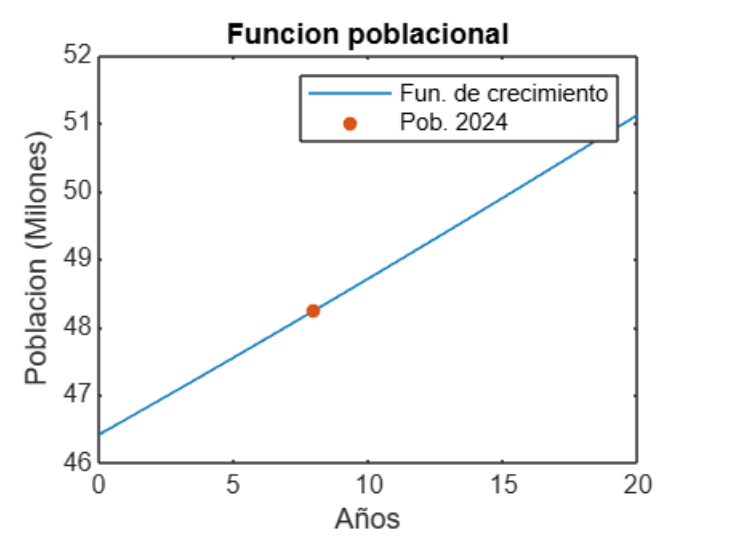 Funcion poblacional
52
51
50
49
48
47
46
Poblacion (Milones)
Fun. de crecimiento
Pob. 2024
0 5 10 15 20
Años